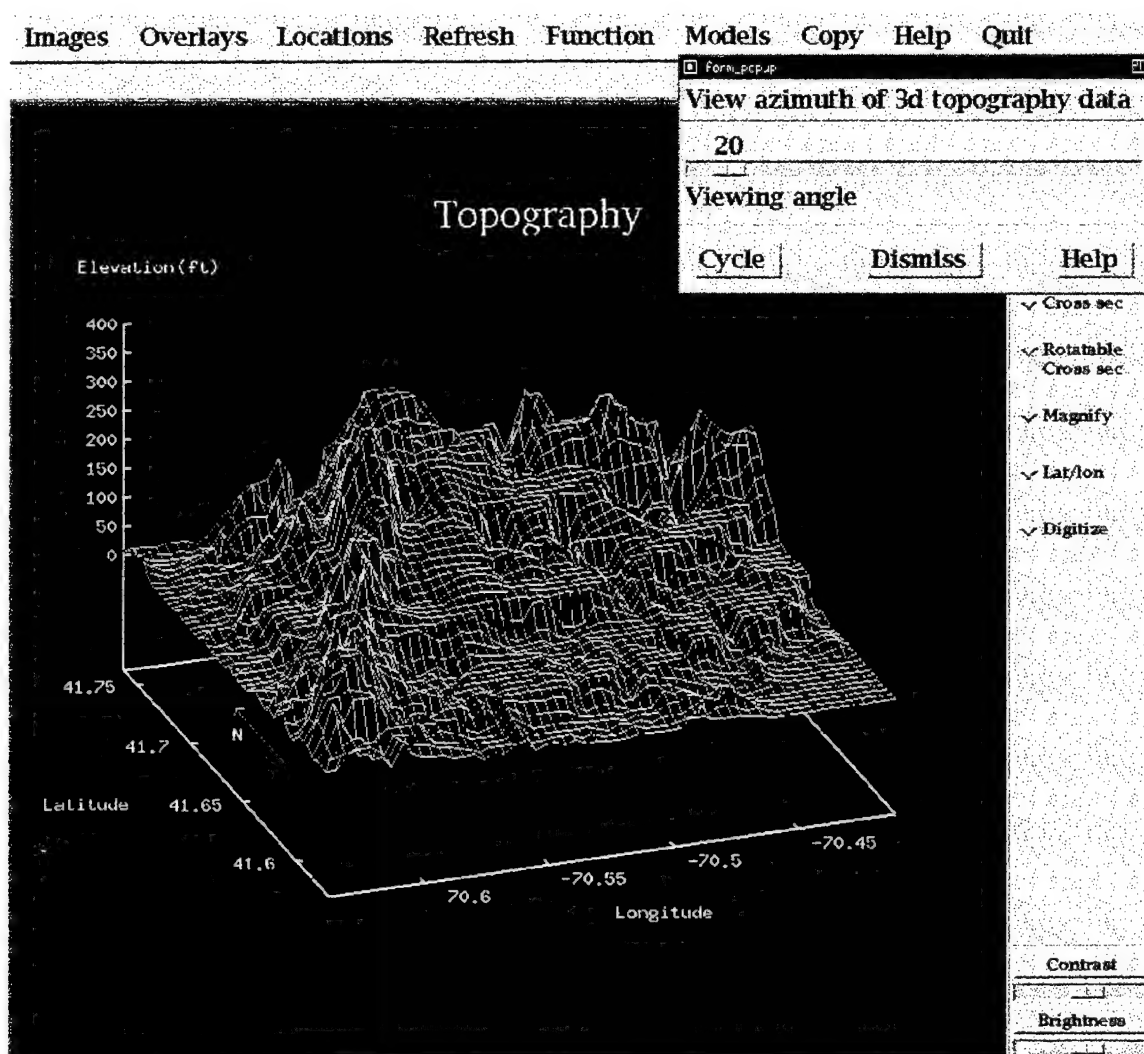 Images Overlays Locations Refresh Function Models Copy Help Quit
form_popup
View azimuth of 3d topography data
20
Viewing angle
Cycle Dismiss Help
Topography
Elevation(ft)
400
350
300
250
200
150
100
50
0
Cross sec
Rotatable
Cross sec
Magnify
Lat/lon
Digitize
41.75
41.7
N
Latitude
41.65
41.6
70.6
-70.55
-70.5
-70.45
Longitude
Contrast
Brightness